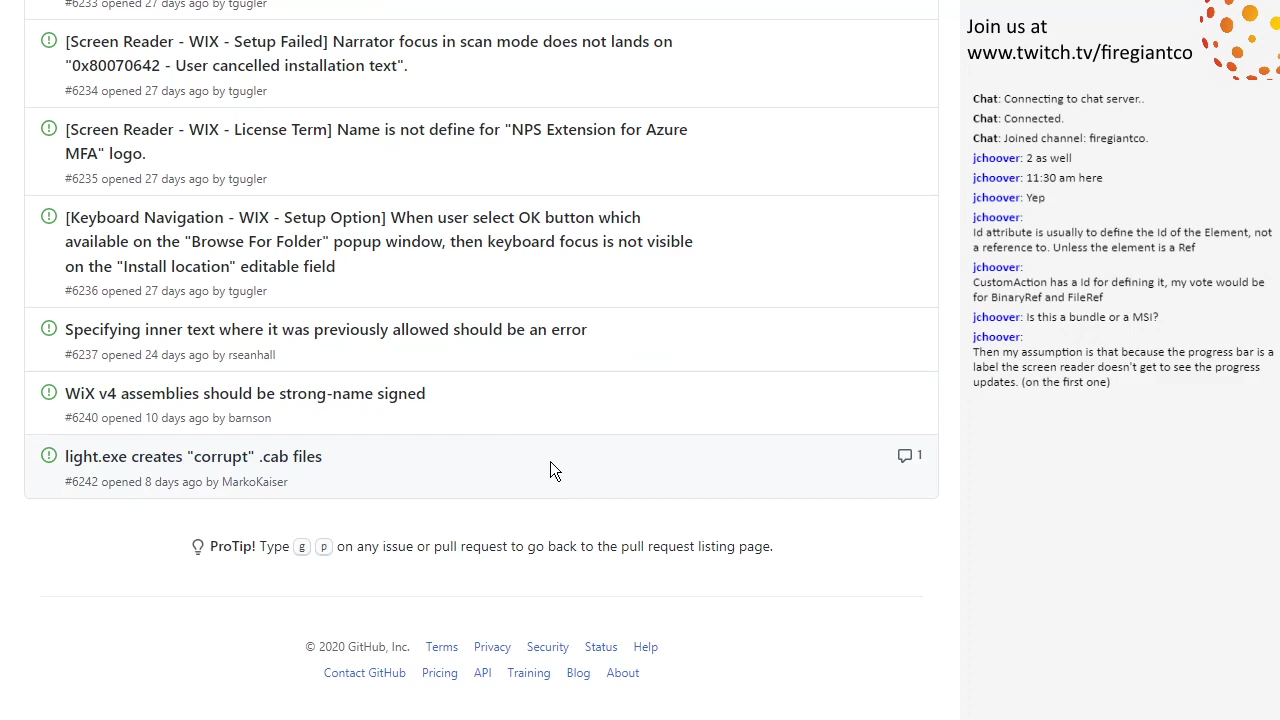 #6233 opened 27 days ago by tgugler
[Screen Reader - WIX - Setup Failed] Narrator focus in scan mode does not lands on
"0x80070642 - User cancelled installation text".
#6234 opened 27 days ago by tgugler
[Screen Reader - WIX - License Term] Name is not define for "NPS Extension for Azure
MFA" logo.
#6235 opened 27 days ago by tgugler
[Keyboard Navigation - WIX - Setup Option] When user select OK button which
available on the "Browse For Folder" popup window, then keyboard focus is not visible
on the "Install location" editable field
#6236 opened 27 days ago by tgugler
Specifying inner text where it was previously allowed should be an error
#6237 opened 24 days ago by rseanhall
WiX v4 assemblies should be strong-name signed
#6240 opened 10 days ago by barnson
light.exe creates "corrupt" .cab files
1
#6242 opened 8 days ago by MarkoKaiser
ProTip! Type g p on any issue or pull request to go back to the pull request listing page.
© 2020 GitHub, Inc. Terms Privacy Security Status Help
Contact GitHub Pricing API Training Blog About
Join us at
www.twitch.tv/firegiantco
Chat: Connecting to chat server..
Chat: Connected.
Chat: Joined channel: firegiantco.
jchoover: 2 as well
jchoover: 11:30 am here
jchoover: Yep
jchoover:
Id attribute is usually to define the Id of the Element, not
a reference to. Unless the element is a Ref
jchoover:
CustomAction has a Id for defining it, my vote would be
for BinaryRef and FileRef
jchoover: Is this a bundle or a MSI?
jchoover:
Then my assumption is that because the progress bar is a
label the screen reader doesn't get to see the progress
updates. (on the first one)